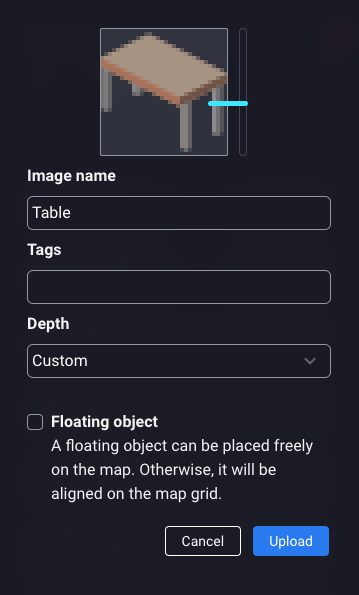 Image name
Table
Tags
Depth
Custom
Floating object
A floating object can be placed freely
on the map. Otherwise, it will be
aligned on the map grid.
Cancel
Upload